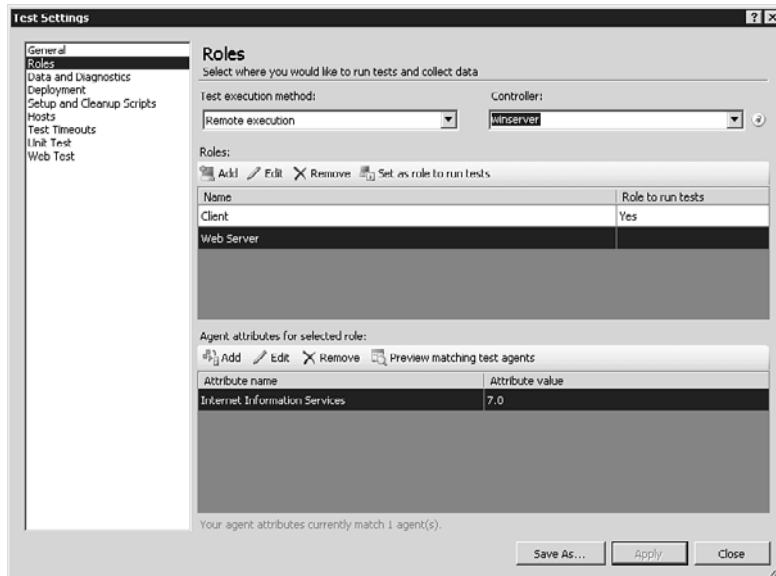 Test Settings
General
Roles
Data and Diagnostics
Deployment
Setup and Cleanup Scripts
Hosts
Test Timeouts
Unit Test
Web Test
Roles
Select where you would like to run tests and collect data
Test execution method:
Controller:
Remote execution
winserver
Roles:
Add Edit Remove Set as role to run tests
Name Role to run tests
Client Yes
Web Server
Agent attributes for selected role:
Add Edit Remove Preview matching test agents
Attribute name Attribute value
Internet Information Services 7.0
Your agent attributes currently match 1 agent(s).
Save As... Apply Close